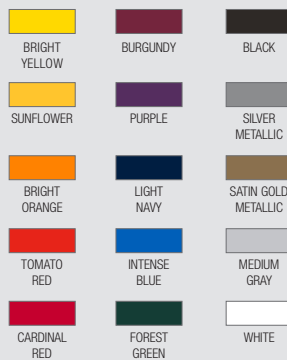 BRIGHT
YELLOW
BURGUNDY
BLACK
SUNFLOWER
PURPLE
SILVER
METALLIC
BRIGHT
ORANGE
LIGHT
NAVY
SATIN GOLD
METALLIC
TOMATO
RED
INTENSE
BLUE
MEDIUM
GRAY
CARDINAL
RED
FOREST
GREEN
WHITE